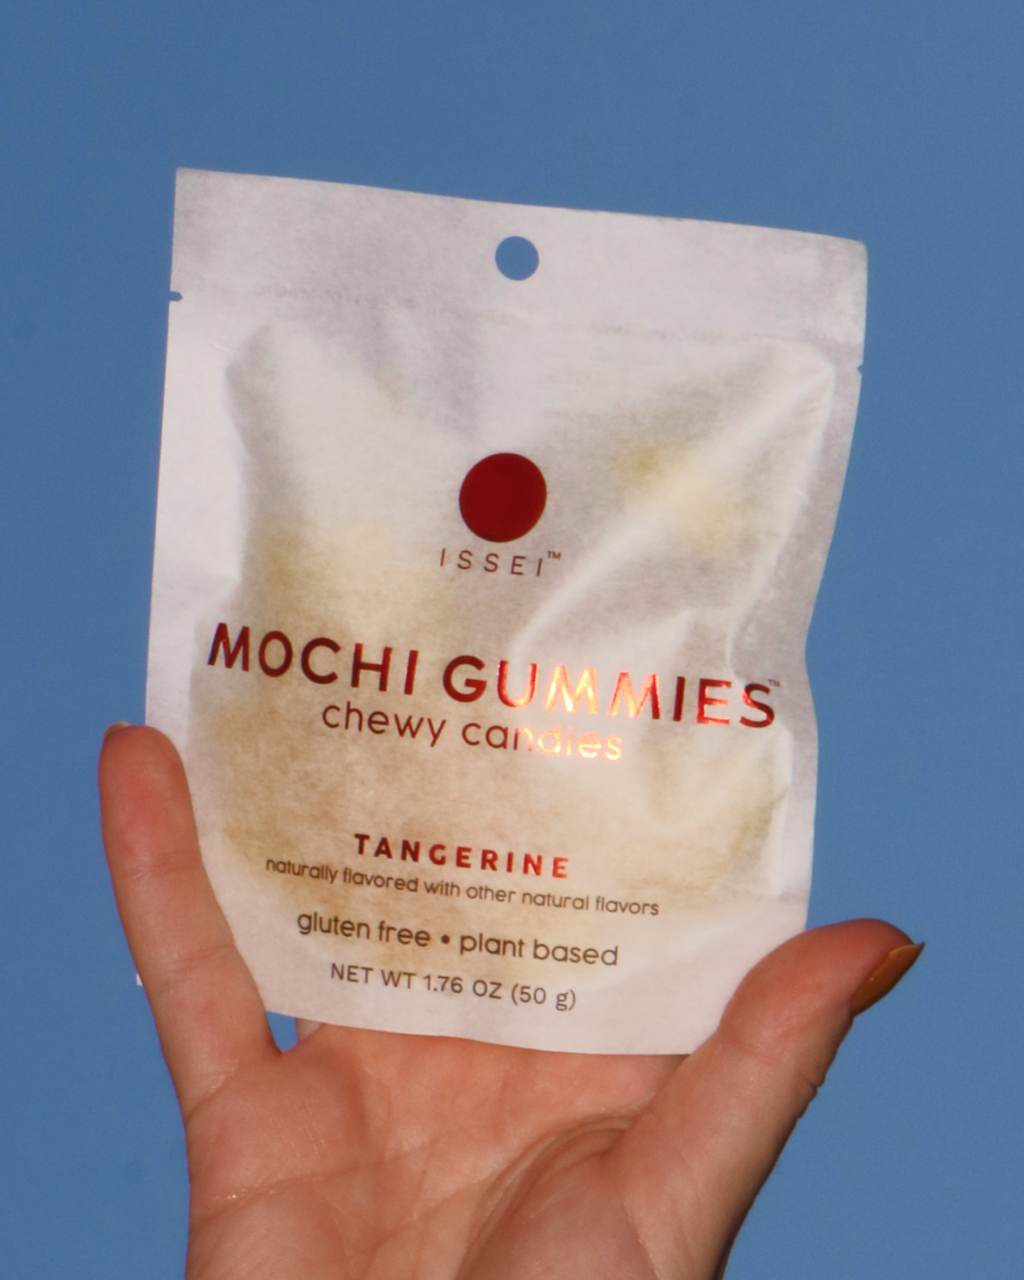 ISSEI™
MOCHI GUMMIES™
chewy candies
TANGERINE
naturally flavored with other natural flavors
gluten free • plant based
NET WT 1.76 OZ (50 g)